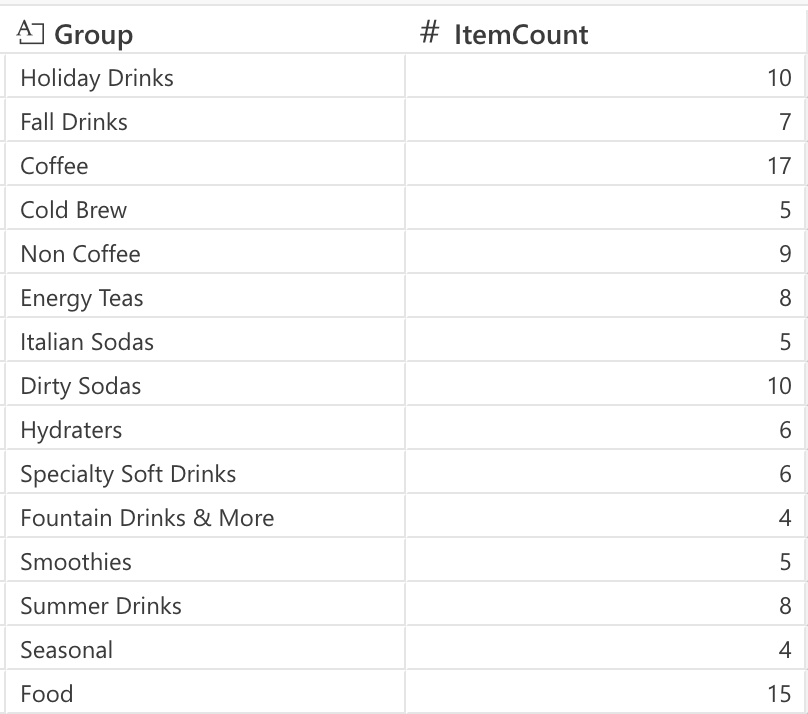 Group # ItemCount
Holiday Drinks 10
Fall Drinks 7
Coffee 17
Cold Brew 5
Non Coffee 9
Energy Teas 8
Italian Sodas 5
Dirty Sodas 10
Hydraters 6
Specialty Soft Drinks 6
Fountain Drinks & More 4
Smoothies 5
Summer Drinks 8
Seasonal 4
Food 15